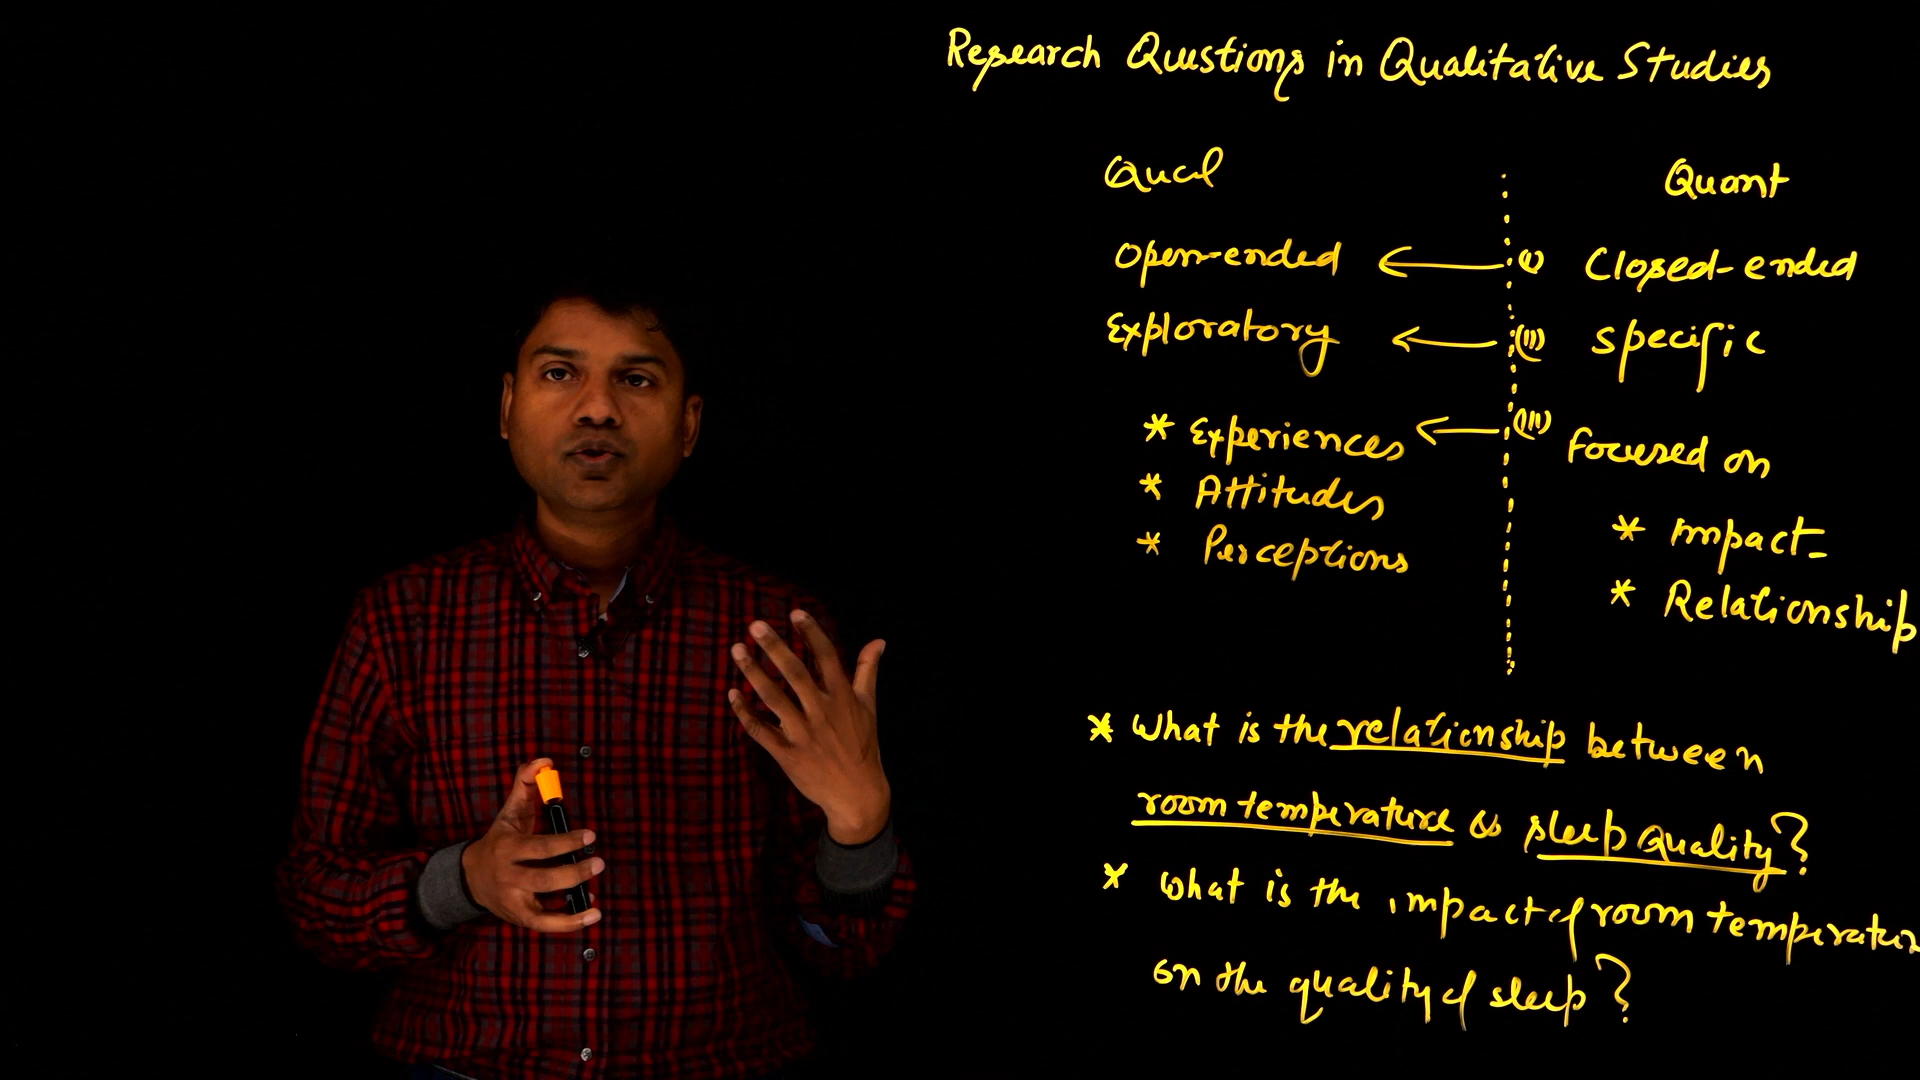 Research Questions in Qualitative Studies
Qual
Quant
Open-ended ← (i) Closed-ended
Exploratory ← (ii) specific
* Experiences ← (iii) Focused on
* Attitudes
* Perceptions
* Impact
* Relationship
* What is the relationship between
room temperature & sleep quality?
* What is the impact of room temperatur
on the quality of sleep?